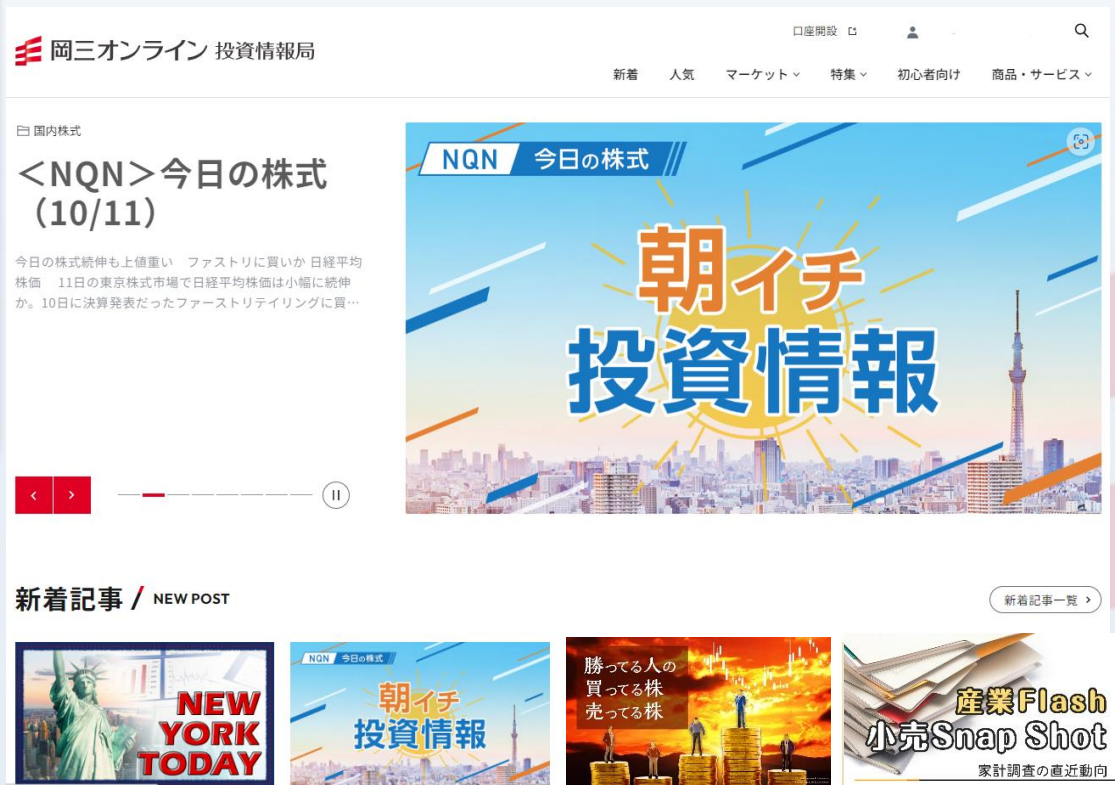 口座開設
岡三オンライン 投資情報局
新着 人気 マーケット 特集 初心者向け 商品・サービス
国内株式
＜NQN＞今日の株式
（10/11）
今日の株式続伸も上値重い　ファストリに買いか 日経平均
株価　11日の東京株式市場で日経平均株価は小幅に続伸
か。10日に決算発表だったファーストリテイリングに買…
NQN 今日の株式
朝イチ
投資情報
新着記事 / NEW POST
新着記事一覧
NEW
YORK
TODAY
NQN 今日の株式
朝イチ
投資情報
勝ってる人の
買ってる株
売ってる株
産業Flash
小売Snap Shot
家計調査の直近動向